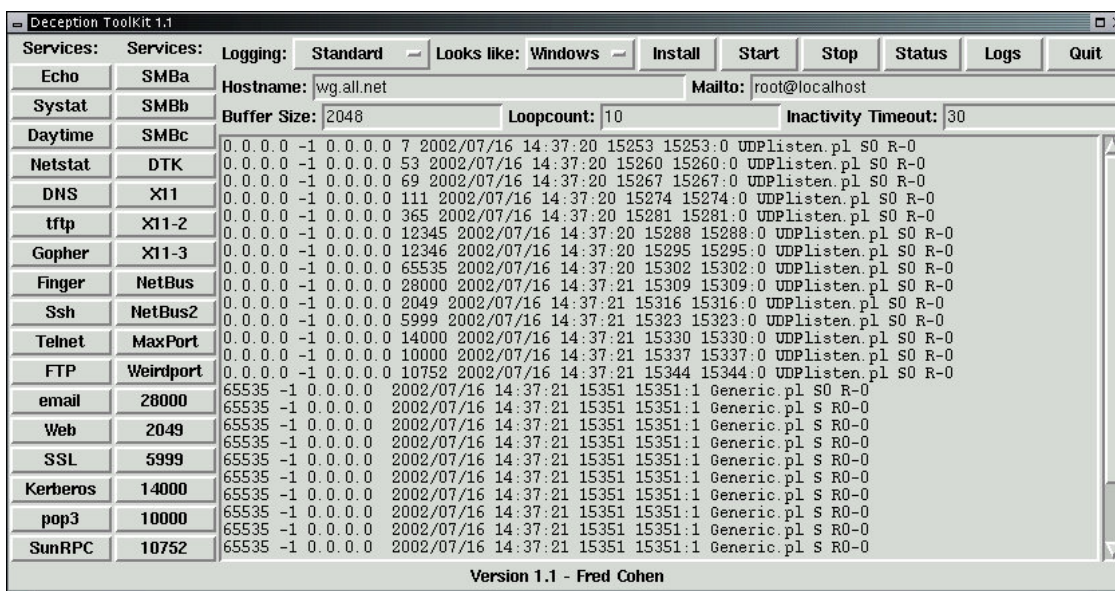 Deception ToolKit 1.1
Services: Services: Logging: Standard Looks like: Windows Install Start Stop Status Logs Quit
Echo SMBa Hostname: wg.all.net Mailto: root@localhost
Systat SMBb Buffer Size: 2048 Loopcount: 10 Inactivity Timeout: 30
Daytime SMBc
Netstat DTK
DNS X11
tftp X11-2
Gopher X11-3
Finger NetBus
Ssh NetBus2
Telnet MaxPort
FTP Weirdport
email 28000
Web 2049
SSL 5999
Kerberos 14000
pop3 10000
SunRPC 10752
0.0.0.0 -1 0.0.0.0 7 2002/07/16 14:37:20 15253 15253:0 UDPlisten.pl S0 R-0
0.0.0.0 -1 0.0.0.0 53 2002/07/16 14:37:20 15260 15260:0 UDPlisten.pl S0 R-0
0.0.0.0 -1 0.0.0.0 69 2002/07/16 14:37:20 15267 15267:0 UDPlisten.pl S0 R-0
0.0.0.0 -1 0.0.0.0 111 2002/07/16 14:37:20 15274 15274:0 UDPlisten.pl S0 R-0
0.0.0.0 -1 0.0.0.0 365 2002/07/16 14:37:20 15281 15281:0 UDPlisten.pl S0 R-0
0.0.0.0 -1 0.0.0.0 12345 2002/07/16 14:37:20 15288 15288:0 UDPlisten.pl S0 R-0
0.0.0.0 -1 0.0.0.0 12346 2002/07/16 14:37:20 15295 15295:0 UDPlisten.pl S0 R-0
0.0.0.0 -1 0.0.0.0 65535 2002/07/16 14:37:20 15302 15302:0 UDPlisten.pl S0 R-0
0.0.0.0 -1 0.0.0.0 28000 2002/07/16 14:37:21 15309 15309:0 UDPlisten.pl S0 R-0
0.0.0.0 -1 0.0.0.0 2049 2002/07/16 14:37:21 15316 15316:0 UDPlisten.pl S0 R-0
0.0.0.0 -1 0.0.0.0 5999 2002/07/16 14:37:21 15323 15323:0 UDPlisten.pl S0 R-0
0.0.0.0 -1 0.0.0.0 14000 2002/07/16 14:37:21 15330 15330:0 UDPlisten.pl S0 R-0
0.0.0.0 -1 0.0.0.0 10000 2002/07/16 14:37:21 15337 15337:0 UDPlisten.pl S0 R-0
0.0.0.0 -1 0.0.0.0 10752 2002/07/16 14:37:21 15344 15344:0 UDPlisten.pl S0 R-0
65535 -1 0.0.0.0 2002/07/16 14:37:21 15351 15351:1 Generic.pl S0 R-0
65535 -1 0.0.0.0 2002/07/16 14:37:21 15351 15351:1 Generic.pl S R0-0
65535 -1 0.0.0.0 2002/07/16 14:37:21 15351 15351:1 Generic.pl S R0-0
65535 -1 0.0.0.0 2002/07/16 14:37:21 15351 15351:1 Generic.pl S R0-0
65535 -1 0.0.0.0 2002/07/16 14:37:21 15351 15351:1 Generic.pl S R0-0
65535 -1 0.0.0.0 2002/07/16 14:37:21 15351 15351:1 Generic.pl S R0-0
65535 -1 0.0.0.0 2002/07/16 14:37:21 15351 15351:1 Generic.pl S R0-0
65535 -1 0.0.0.0 2002/07/16 14:37:21 15351 15351:1 Generic.pl S R0-0
65535 -1 0.0.0.0 2002/07/16 14:37:21 15351 15351:1 Generic.pl S R0-0
65535 -1 0.0.0.0 2002/07/16 14:37:21 15351 15351:1 Generic.pl S R0-0
Version 1.1 - Fred Cohen